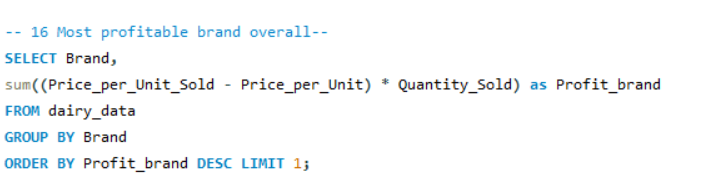 -- 16 Most profitable brand overall--
SELECT Brand,
sum((Price_per_Unit_Sold - Price_per_Unit) * Quantity_Sold) as Profit_brand
FROM dairy_data
GROUP BY Brand
ORDER BY Profit_brand DESC LIMIT 1;